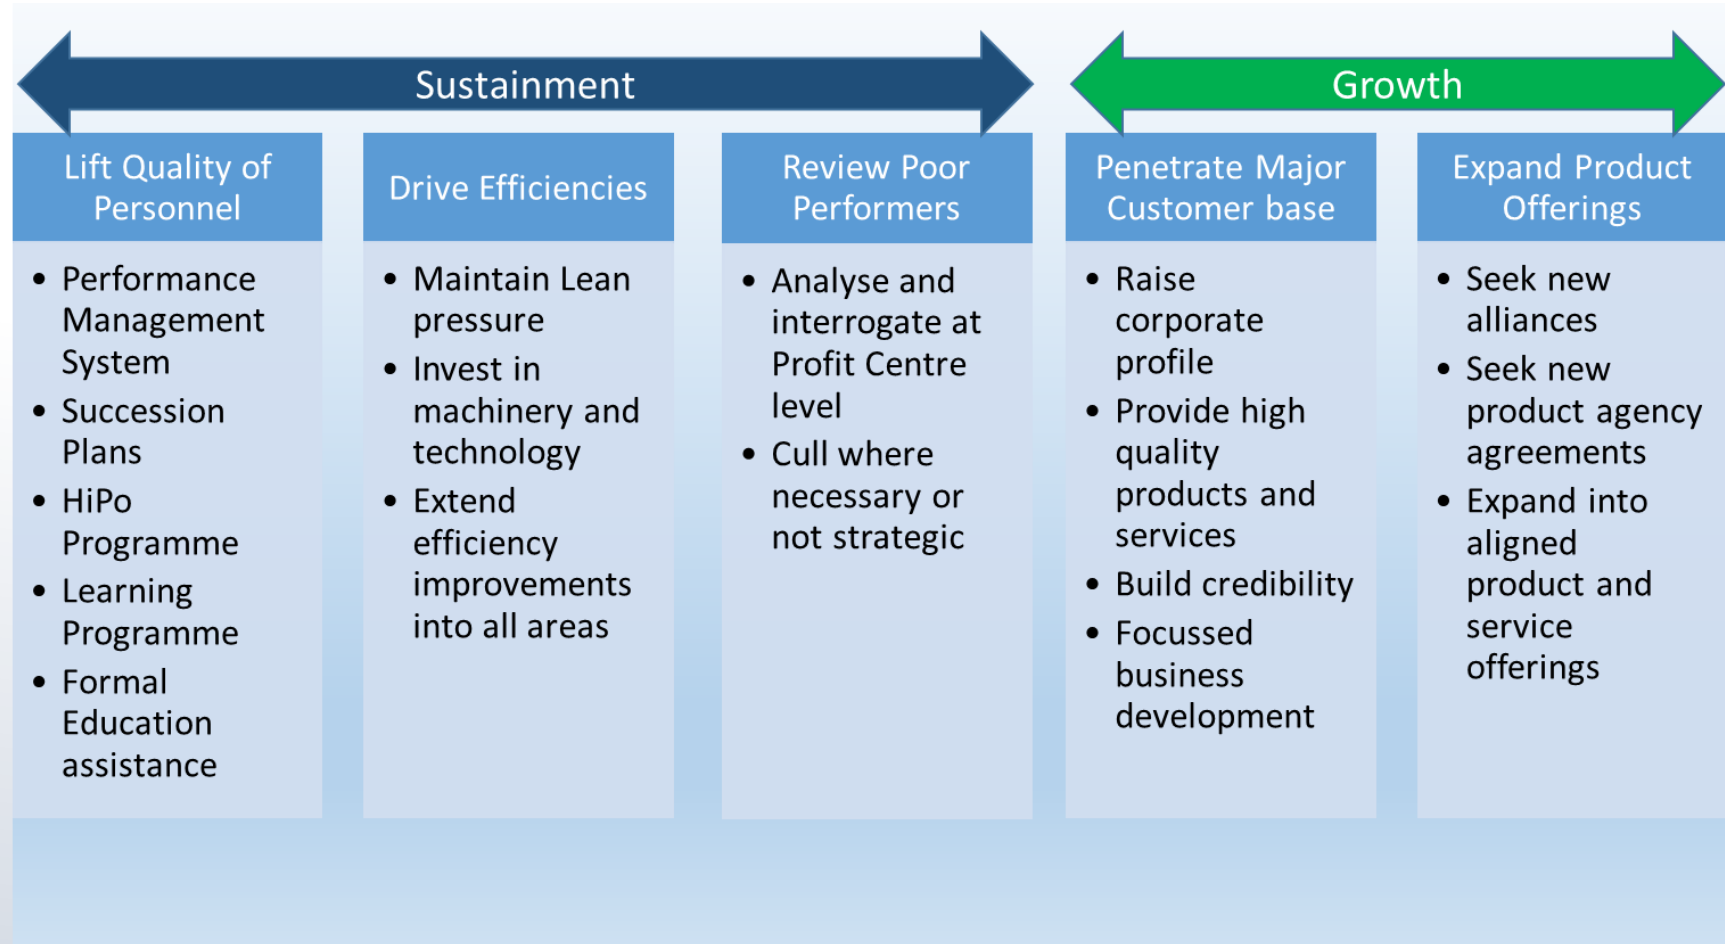 Sustainment
Growth
Lift Quality of
Personnel
• Performance
Management
System
• Succession
Plans
• HiPo
Programme
• Learning
Programme
• Formal
Education
assistance
Drive Efficiencies
• Maintain Lean
pressure
• Invest in
machinery and
technology
• Extend
efficiency
improvements
into all areas
Review Poor
Performers
• Analyse and
interrogate at
Profit Centre
level
• Cull where
necessary or
not strategic
Penetrate Major
Customer base
• Raise
corporate
profile
• Provide high
quality
products and
services
• Build credibility
• Focussed
business
development
Expand Product
Offerings
• Seek new
alliances
• Seek new
product agency
agreements
• Expand into
aligned
product and
service
offerings